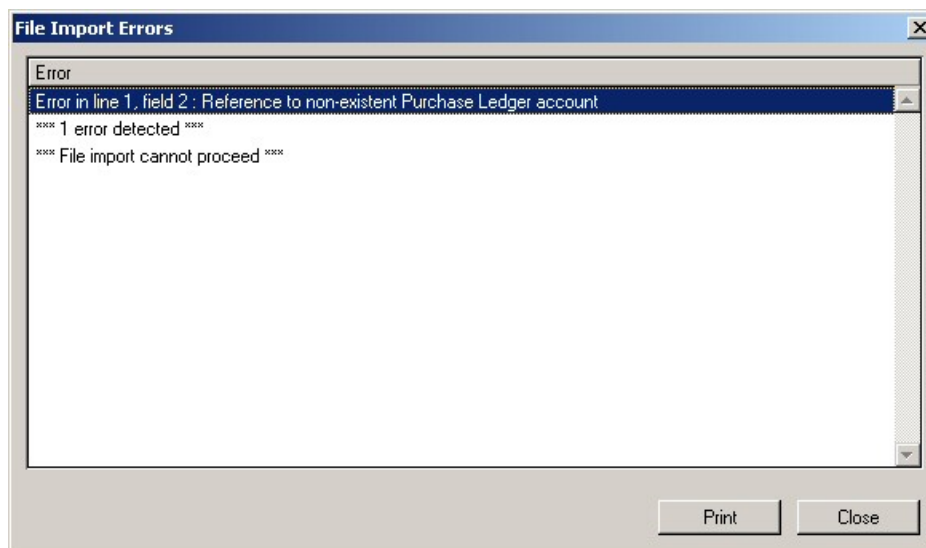 File Import Errors
Error
Error in line 1, field 2 : Reference to non-existent Purchase Ledger account
*** 1 error detected ***
*** File import cannot proceed ***
Print Close